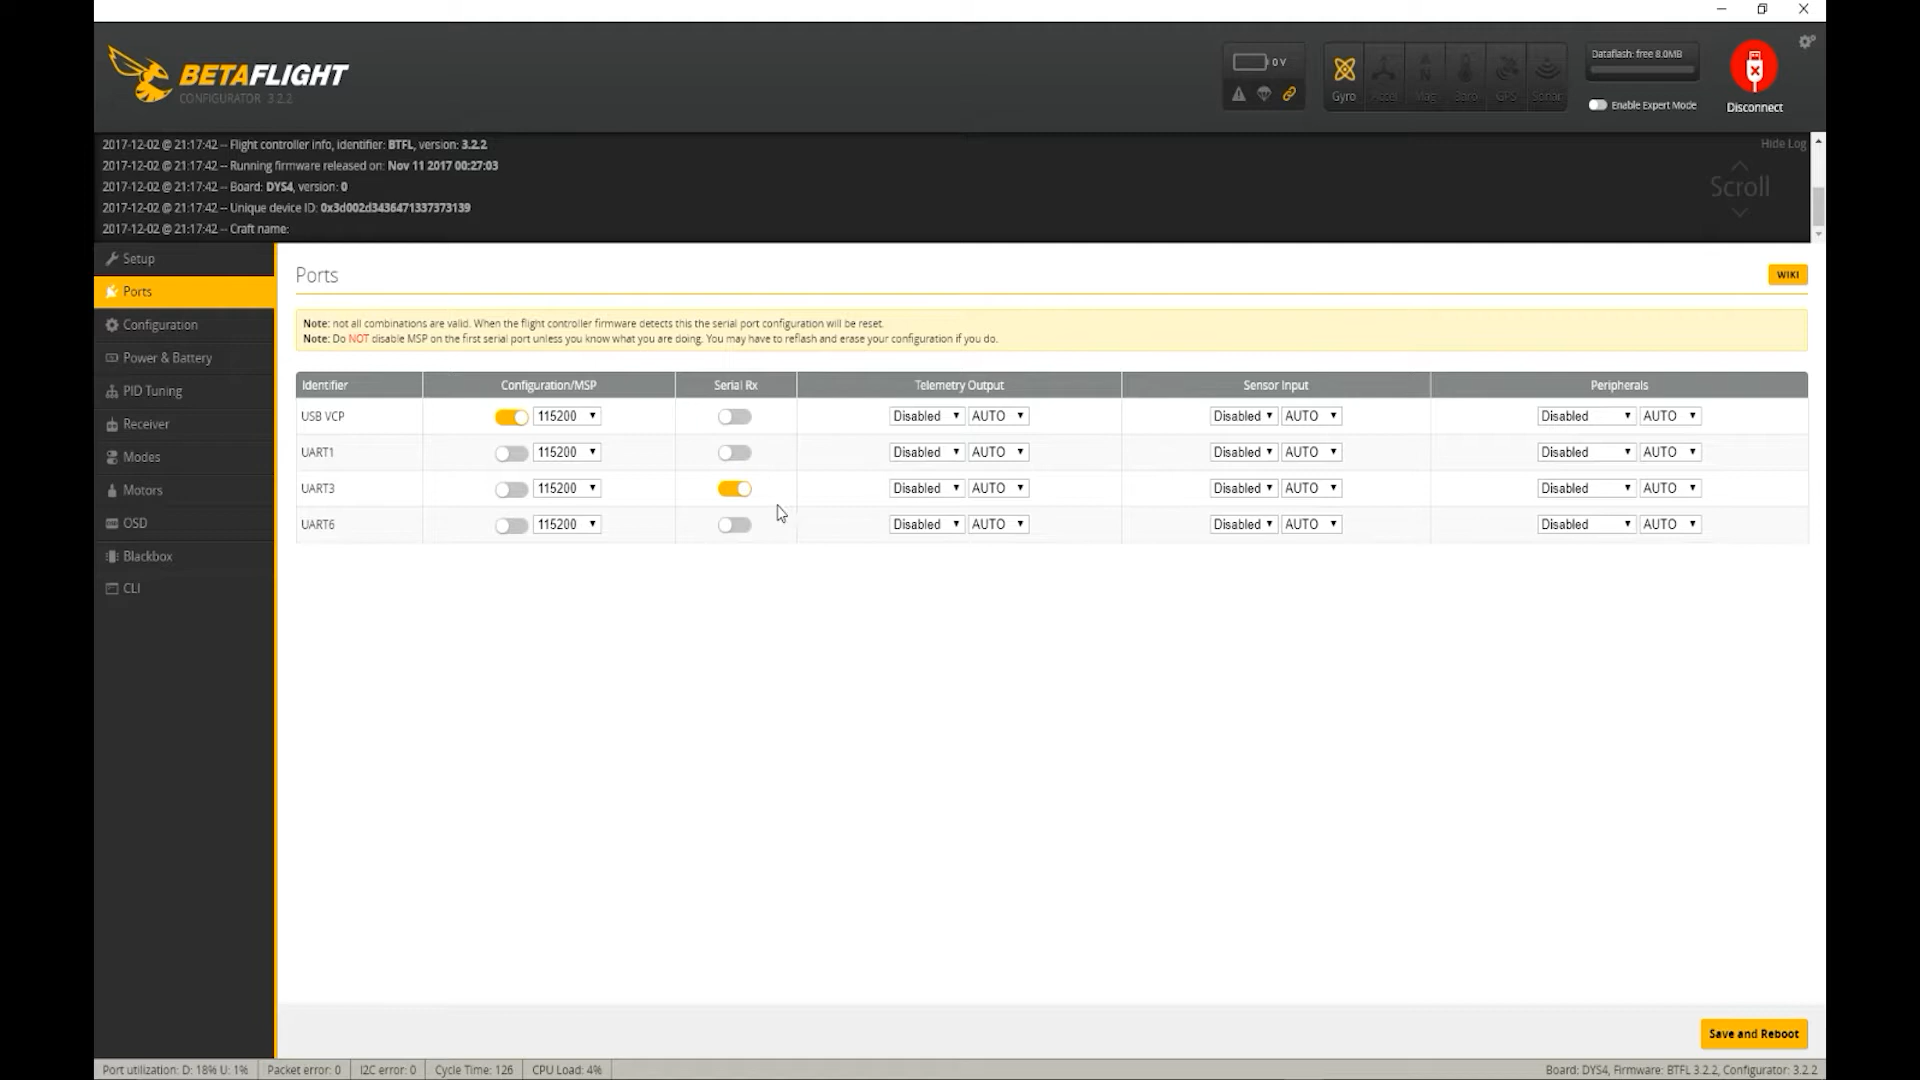 BETAFLIGHT
CONFIGURATOR 3.2.2
0 V
Gyro Accel Mag Baro GPS Sonar
Dataflash: free 8.0MB
Enable Expert Mode
Disconnect
2017-12-02 @ 21:17:42 -- Flight controller info, identifier: BTFL, version: 3.2.2
2017-12-02 @ 21:17:42 -- Running firmware released on: Nov 11 2017 00:27:03
2017-12-02 @ 21:17:42 -- Board: DYS4, version: 0
2017-12-02 @ 21:17:42 -- Unique device ID: 0x3d002d3436471337373139
2017-12-02 @ 21:17:42 -- Craft name:
Hide Log
Scroll
Setup
Ports
Configuration
Power & Battery
PID Tuning
Receiver
Modes
Motors
OSD
Blackbox
CLI
Ports
WIKI
Note: not all combinations are valid. When the flight controller firmware detects this the serial port configuration will be reset.
Note: Do NOT disable MSP on the first serial port unless you know what you are doing. You may have to reflash and erase your configuration if you do.
Identifier Configuration/MSP Serial Rx Telemetry Output Sensor Input Peripherals
USB VCP 115200 Disabled AUTO Disabled AUTO Disabled AUTO
UART1 115200 Disabled AUTO Disabled AUTO Disabled AUTO
UART3 115200 Disabled AUTO Disabled AUTO Disabled AUTO
UART6 115200 Disabled AUTO Disabled AUTO Disabled AUTO
Save and Reboot
Port utilization: D: 18% U: 1% Packet error: 0 I2C error: 0 Cycle Time: 126 CPU Load: 4% Board: DYS4, Firmware: BTFL 3.2.2, Configurator: 3.2.2